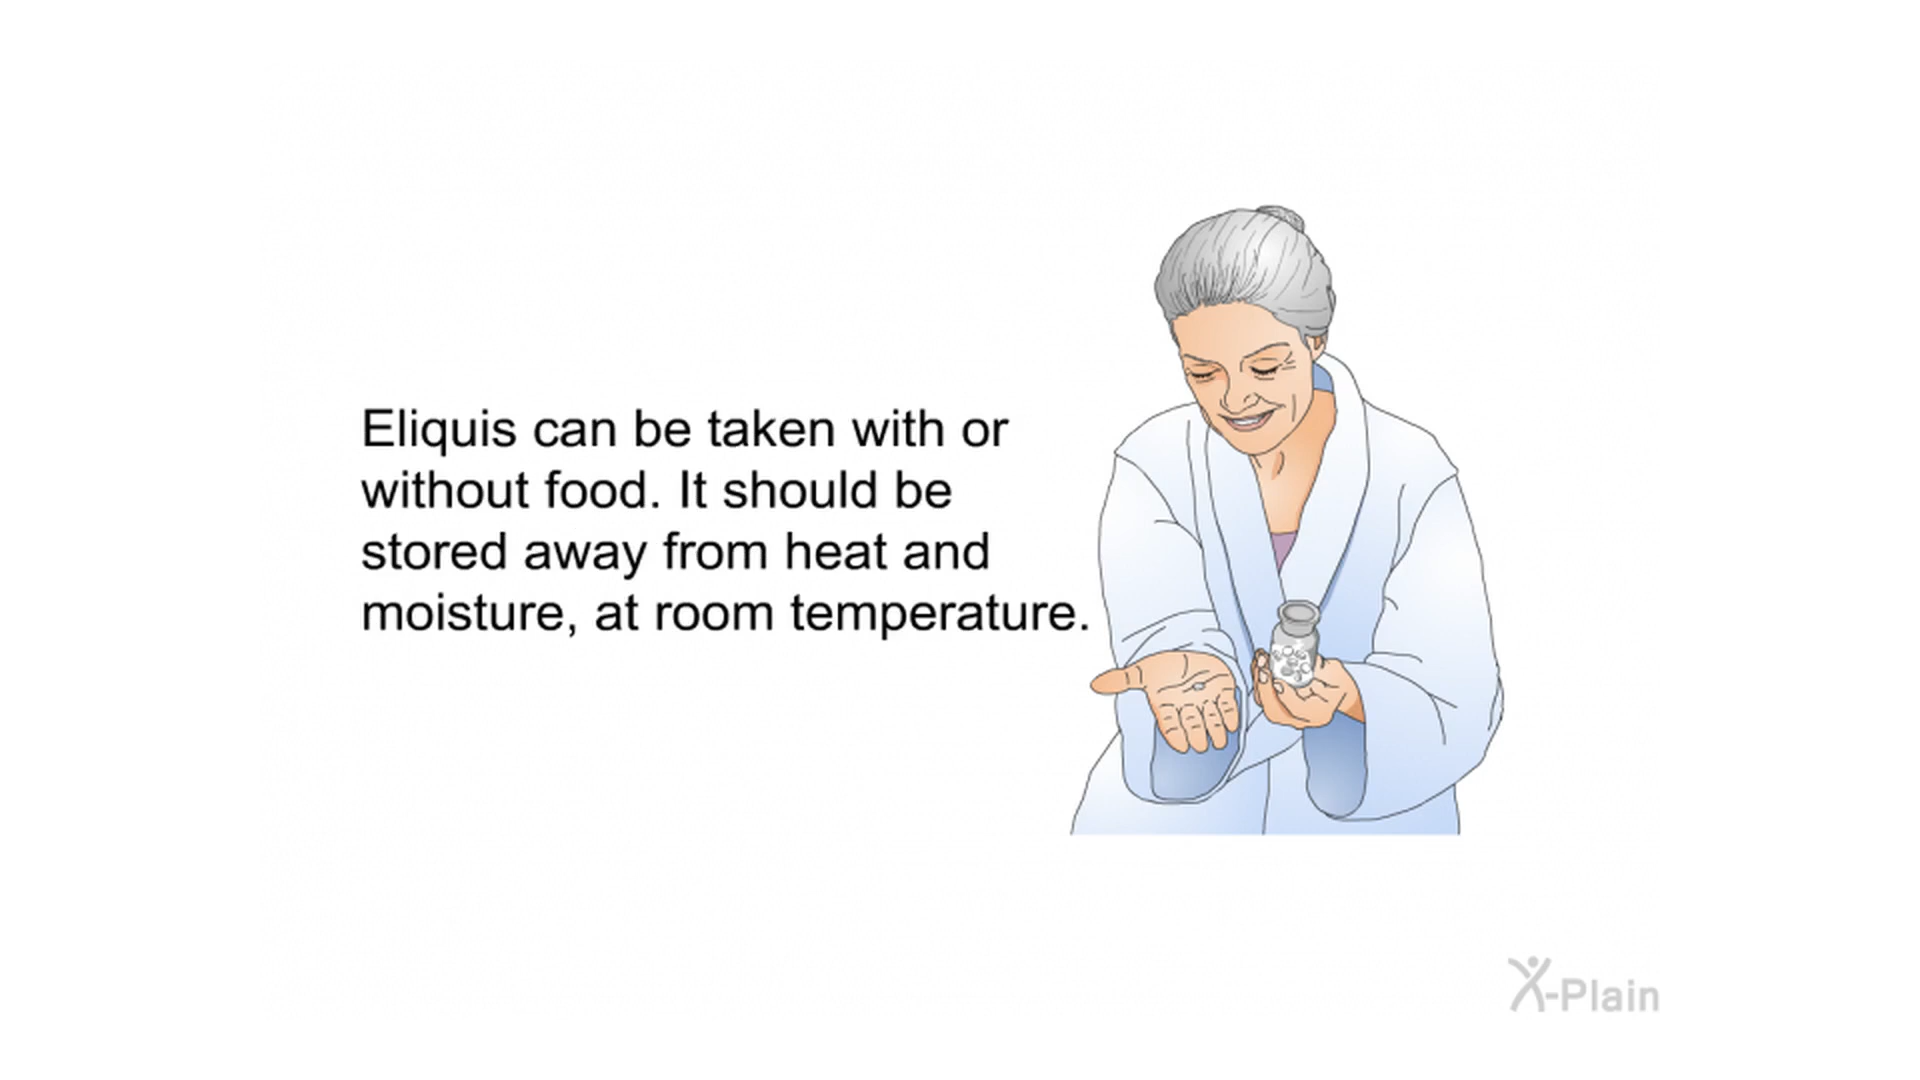 Eliquis can be taken with or
without food. It should be
stored away from heat and
moisture, at room temperature.
X-Plain